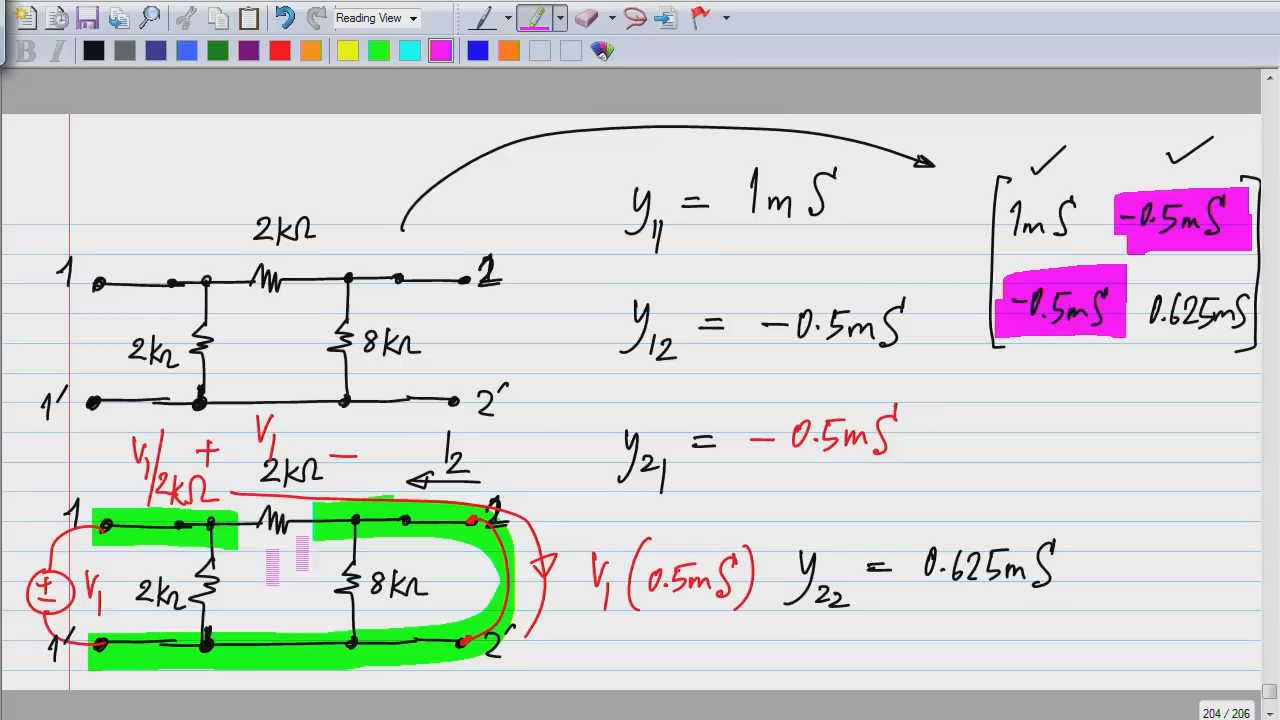 Reading View
B I
2kΩ
1
2
2kΩ
8kΩ
1'
2'
y11 = 1mS
y12 = -0.5mS
y21 = -0.5mS
y22 = 0.625mS
1mS -0.5mS
-0.5mS 0.625mS
V1/2kΩ
+ V1 -
2kΩ
I2
1
2
+
-
V1
2kΩ
8kΩ
1'
2'
V1 (0.5mS)
204 / 206